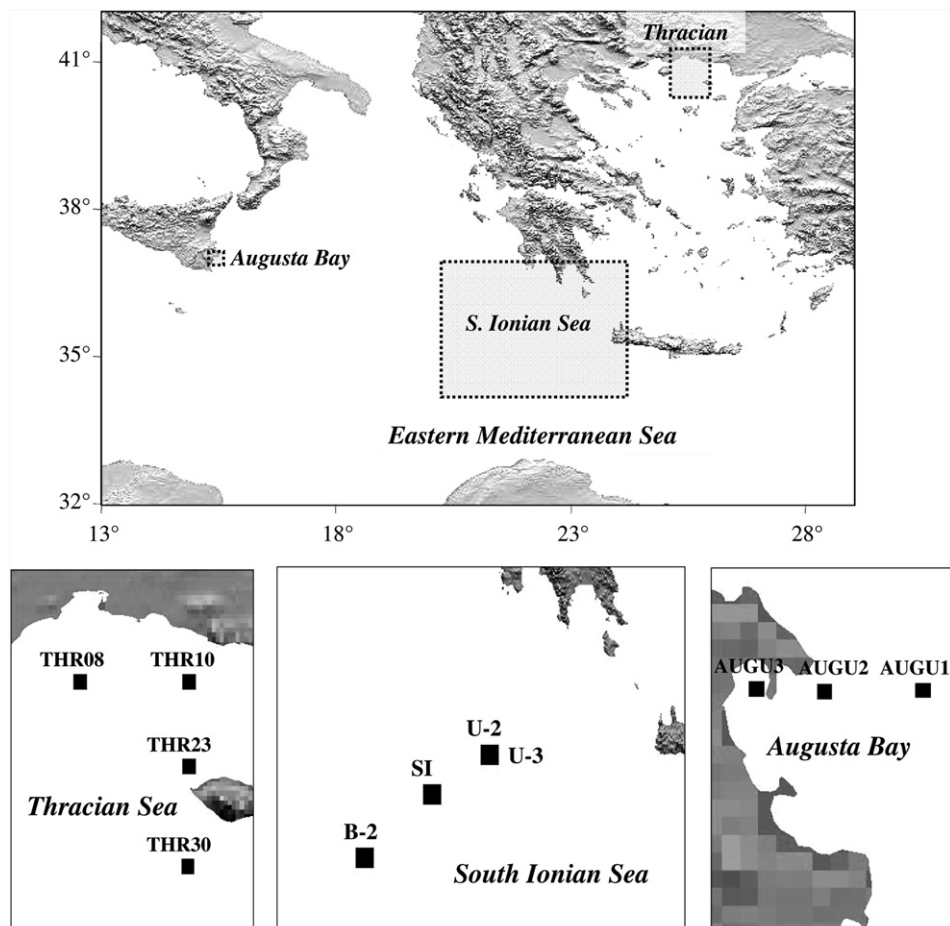 Thracian
41°
38°
Augusta Bay
S. Ionian Sea
35°
Eastern Mediterranean Sea
32°
13° 18° 23° 28°
THR08 THR10
THR23
Thracian Sea
THR30
U-2
U-3
SI
B-2
South Ionian Sea
AUGU3 AUGU2 AUGU1
Augusta Bay